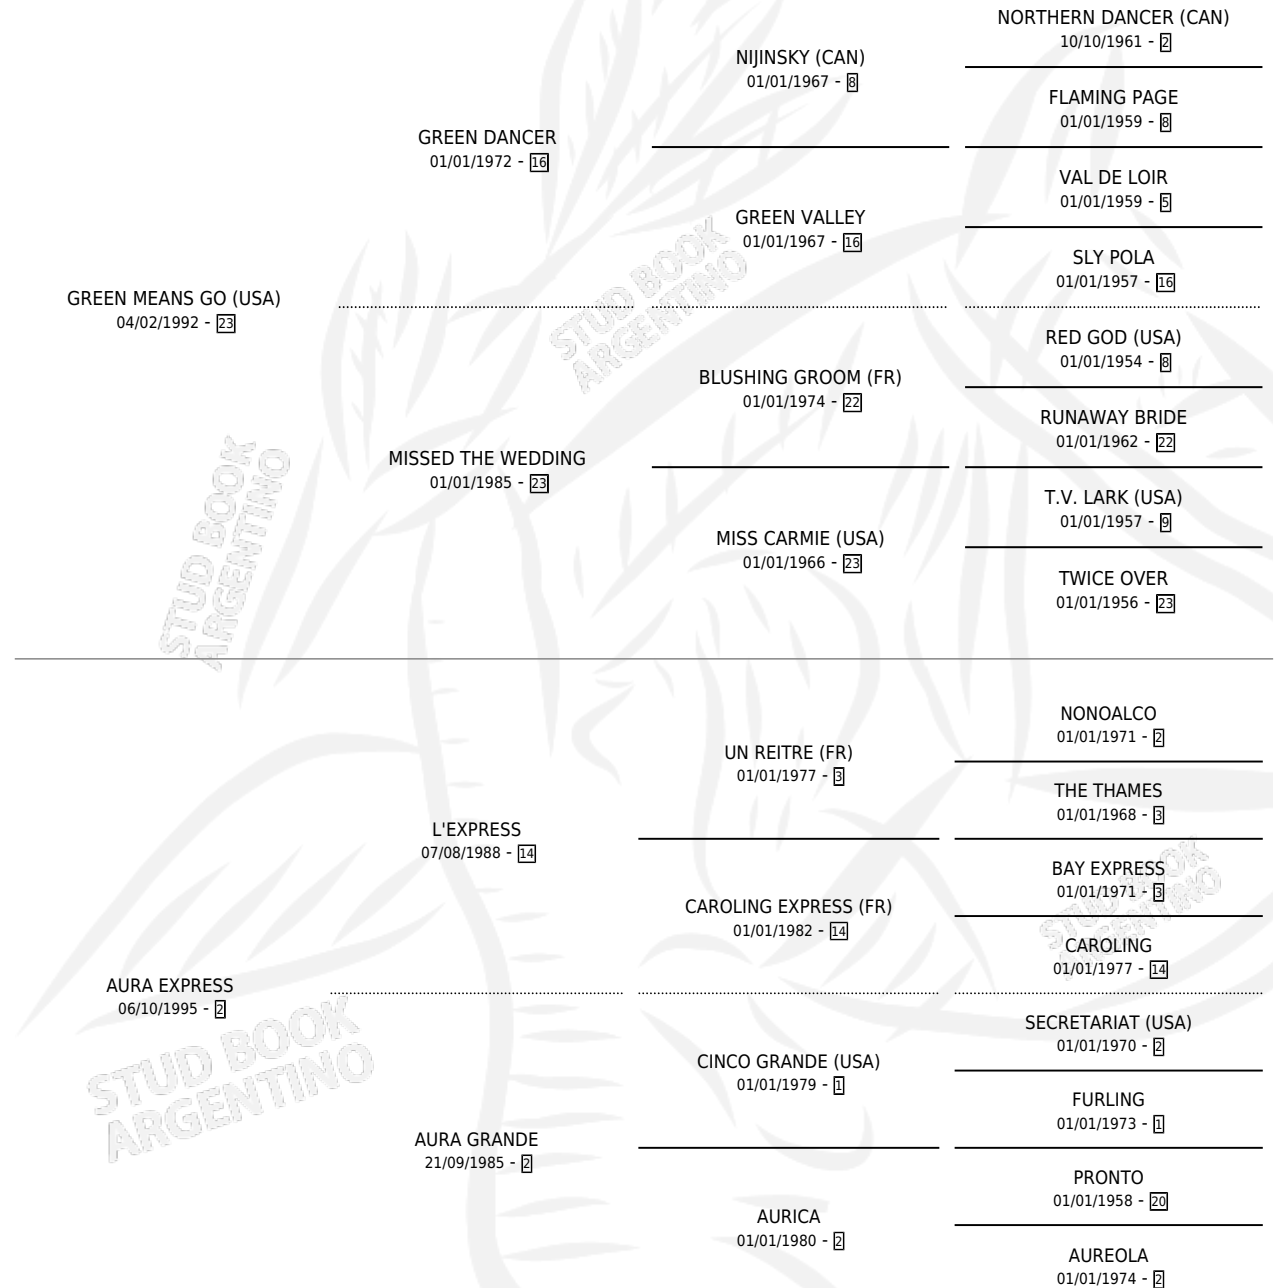 NORTHERN DANCER (CAN)
10/10/1961 - 2
NIJINSKY (CAN)
01/01/1967 - 8
FLAMING PAGE
01/01/1959 - 8
GREEN DANCER
01/01/1972 - 16
VAL DE LOIR
01/01/1959 - 5
GREEN VALLEY
01/01/1967 - 16
SLY POLA
01/01/1957 - 16
GREEN MEANS GO (USA)
04/02/1992 - 23
RED GOD (USA)
01/01/1954 - 8
BLUSHING GROOM (FR)
01/01/1974 - 22
RUNAWAY BRIDE
01/01/1962 - 22
MISSED THE WEDDING
01/01/1985 - 23
T.V. LARK (USA)
01/01/1957 - 9
MISS CARMIE (USA)
01/01/1966 - 23
TWICE OVER
01/01/1956 - 23
NONOALCO
01/01/1971 - 2
UN REITRE (FR)
01/01/1977 - 3
THE THAMES
01/01/1968 - 3
L'EXPRESS
07/08/1988 - 14
BAY EXPRESS
01/01/1971 - 3
CAROLING EXPRESS (FR)
01/01/1982 - 14
CAROLING
01/01/1977 - 14
AURA EXPRESS
06/10/1995 - 2
SECRETARIAT (USA)
01/01/1970 - 2
CINCO GRANDE (USA)
01/01/1979 - 1
FURLING
01/01/1973 - 1
AURA GRANDE
21/09/1985 - 2
PRONTO
01/01/1958 - 20
AURICA
01/01/1980 - 2
AUREOLA
01/01/1974 - 2
STUD BOOK
ARGENTINO
STUD BOOK
ARGENTINO
STUD BOOK
ARGENTINO
STUD BOOK
ARGENTINO